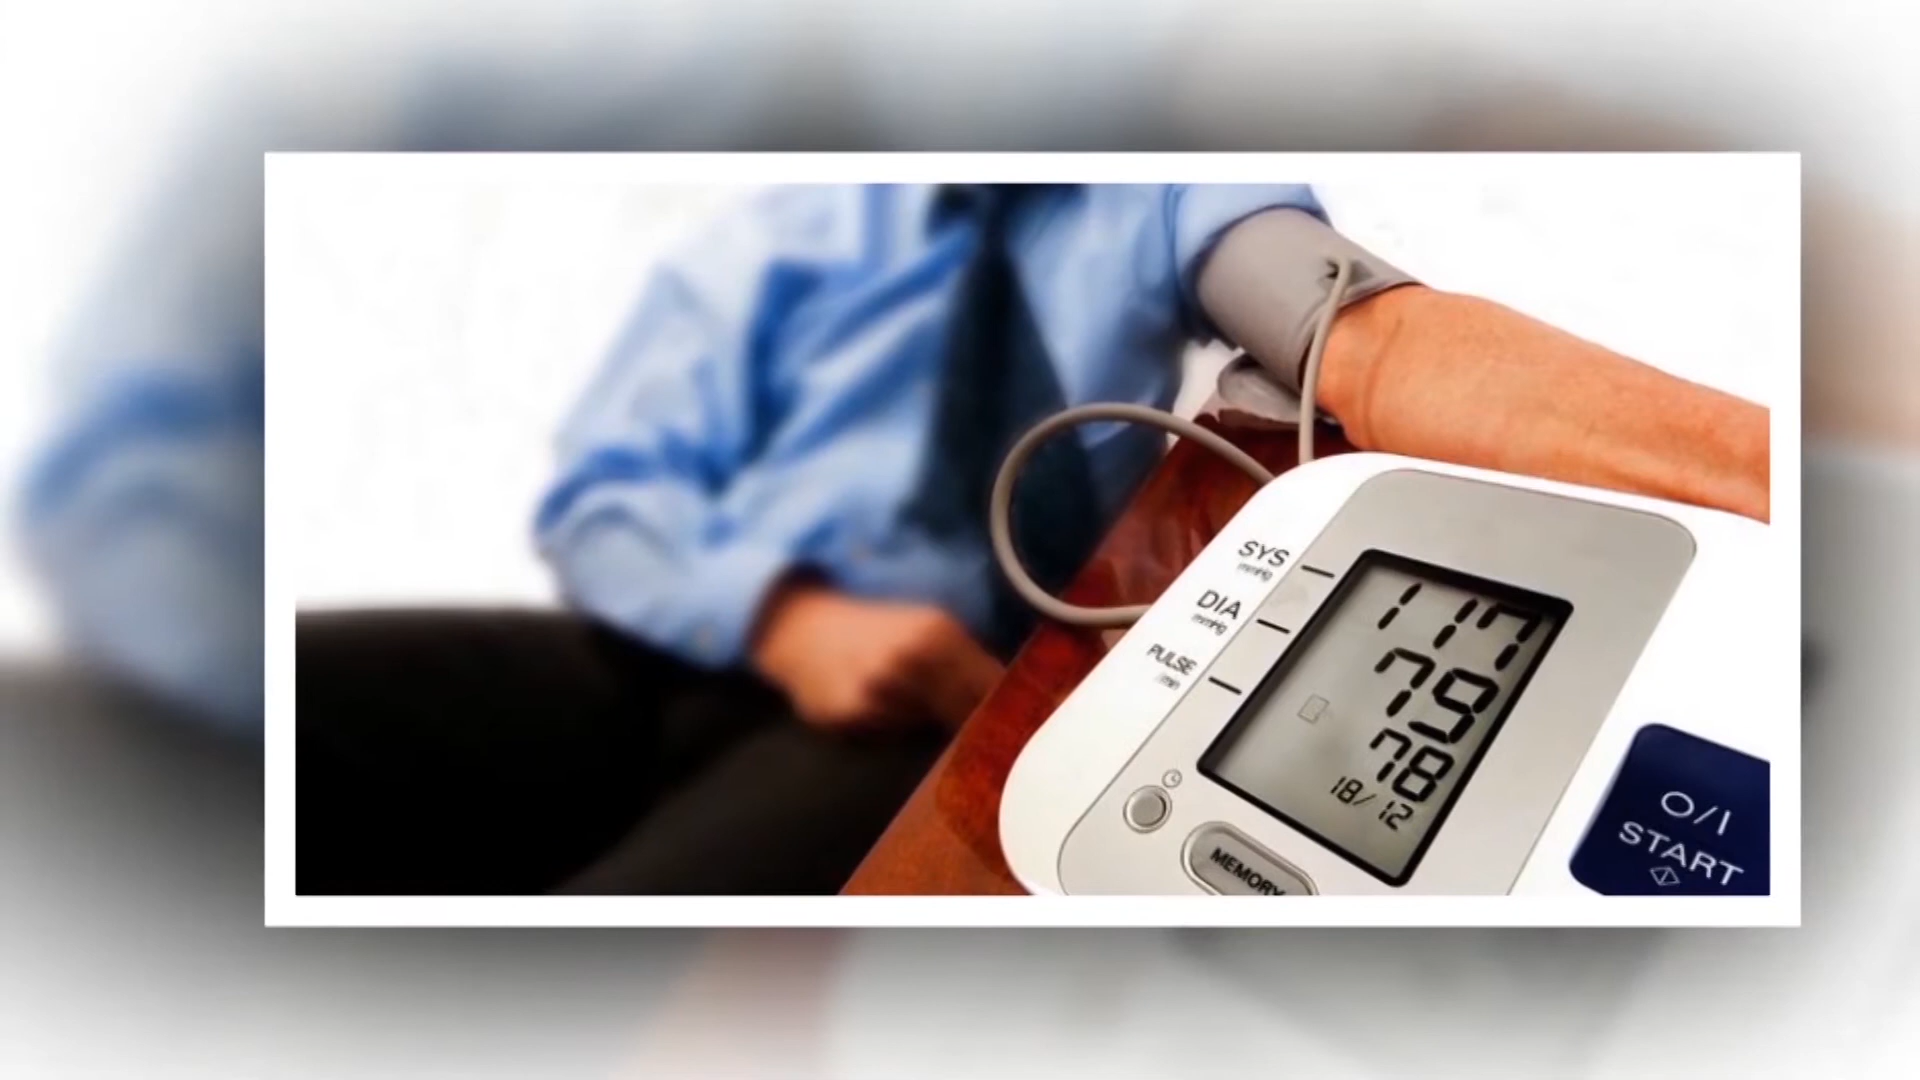 SYS
mmHg
DIA
mmHg
PULSE
/min
117
79
78
18/12
MEMORY
O/I
START